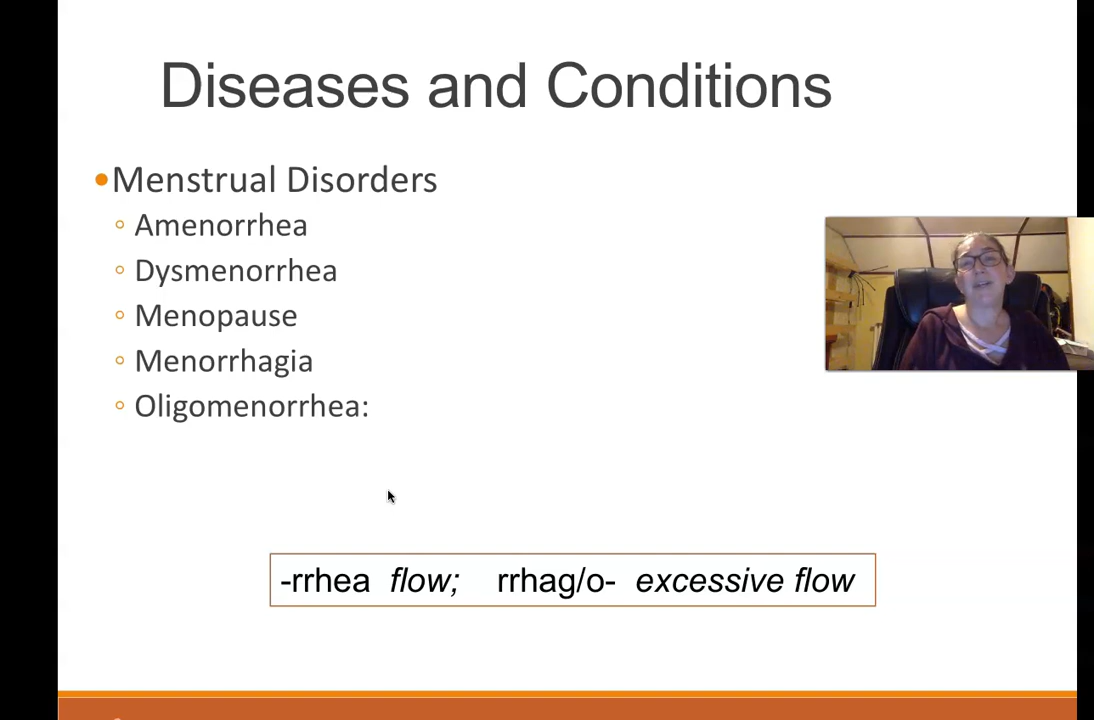 Diseases and Conditions
•Menstrual Disorders
◦ Amenorrhea
◦ Dysmenorrhea
◦ Menopause
◦ Menorrhagia
◦ Oligomenorrhea:
-rrhea flow; rrhag/o- excessive flow